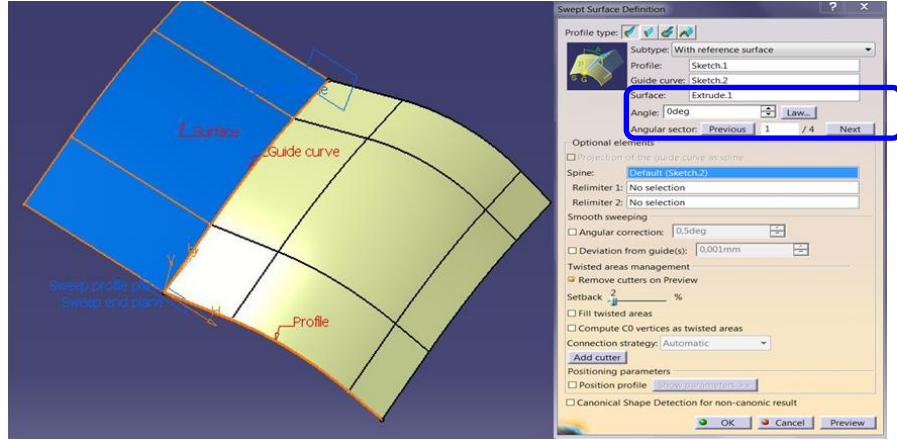 Surface
Guide curve
Sweep profile
Sweep end plane
Profile
Swept Surface Definition
? X
Profile type:
Subtype: With reference surface
Profile: Sketch.1
Guide curve: Sketch.2
Surface: Extrude.1
Angle: 0deg Law...
Angular sector: Previous 1 / 4 Next
Optional elements
Projection of the guide curve as spine
Spine: Default (Sketch.2)
Relimiter 1: No selection
Relimiter 2: No selection
Smooth sweeping
Angular correction: 0,5deg
Deviation from guide(s): 0,001mm
Twisted areas management
Remove cutters on Preview
Setback 2 %
Fill twisted areas
Compute C0 vertices as twisted areas
Connection strategy: Automatic
Add cutter
Positioning parameters
Position profile Show parameters >>
Canonical Shape Detection for non-canonic result
OK Cancel Preview